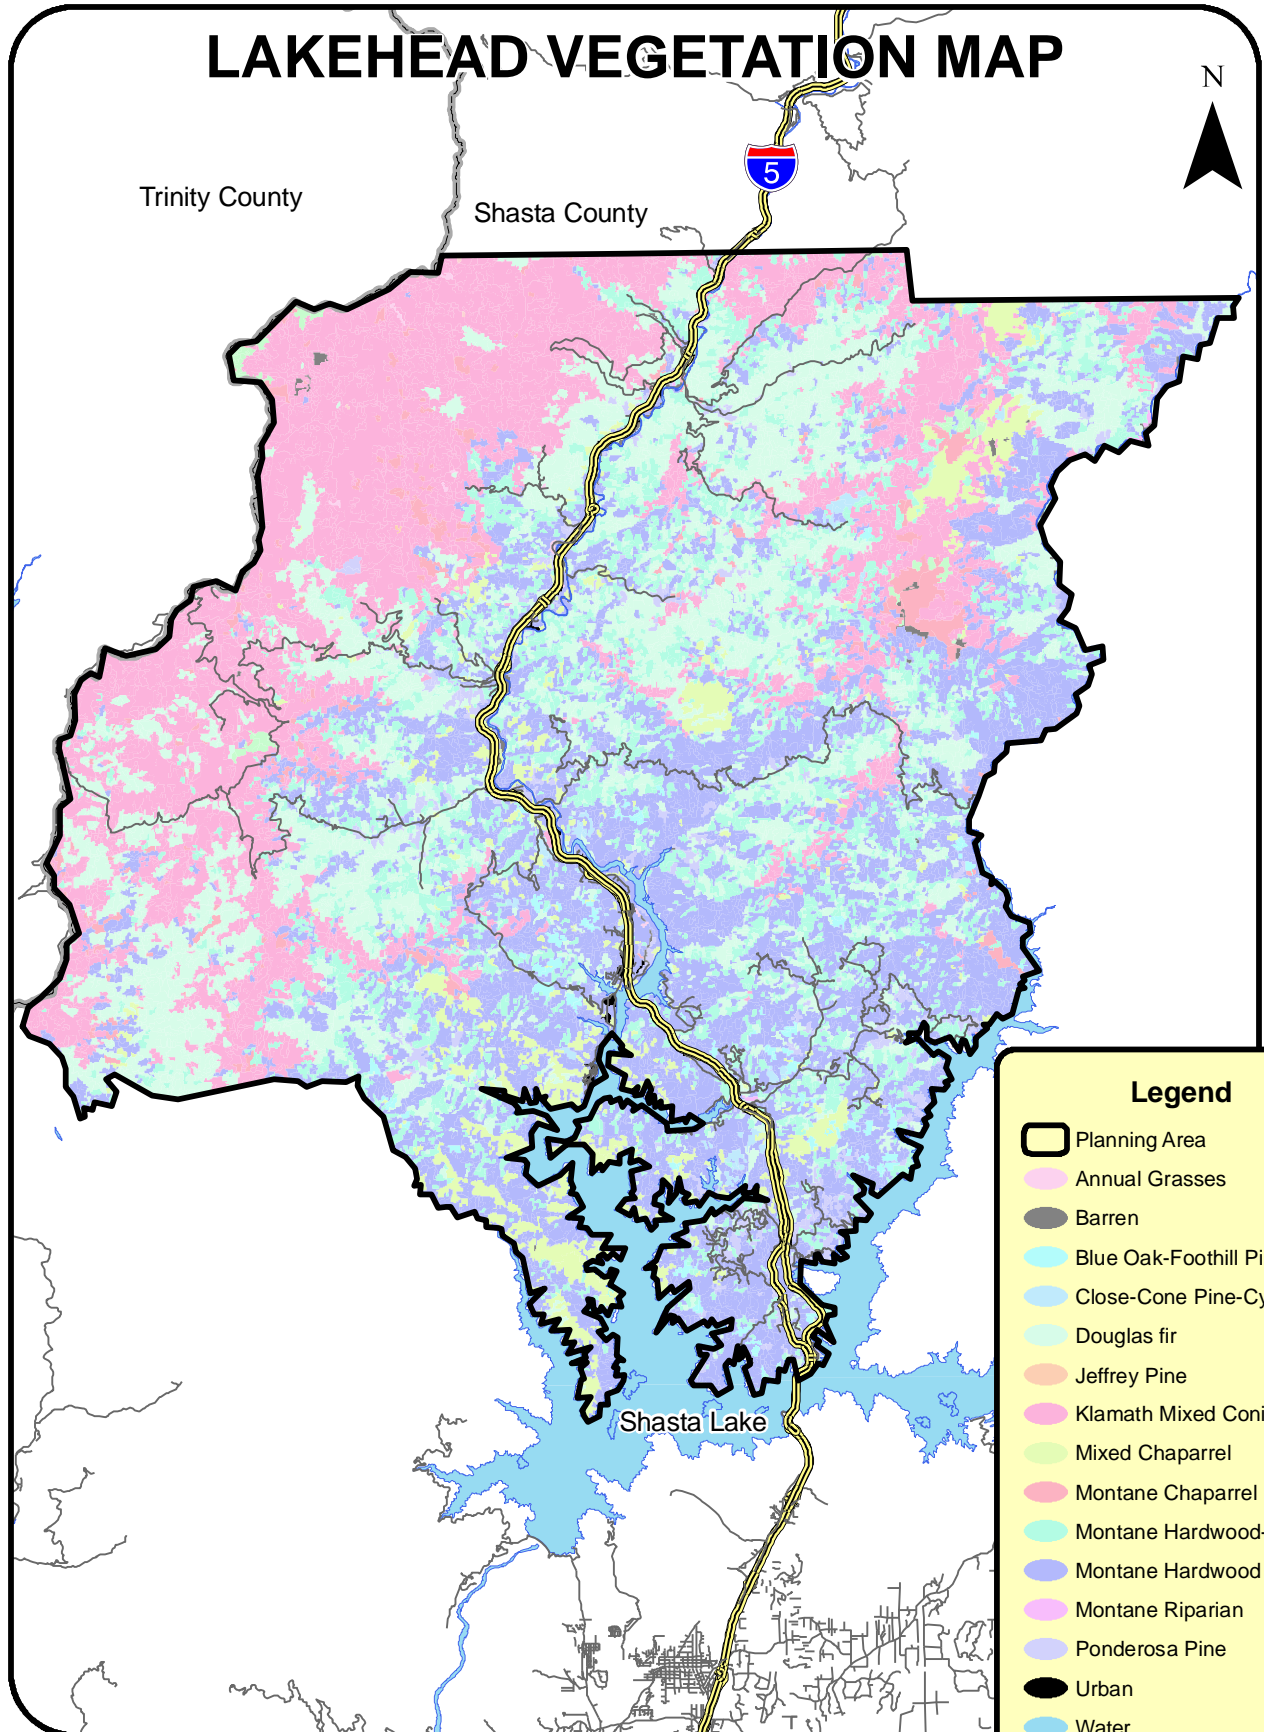 LAKEHEAD VEGETATION MAP
N
5
Trinity County
Shasta County
Legend
Planning Area
Annual Grasses
Barren
Blue Oak-Foothill Pi
Close-Cone Pine-Cy
Douglas fir
Jeffrey Pine
Klamath Mixed Coni
Mixed Chaparrel
Montane Chaparrel
Shasta Lake
Montane Hardwood-
Montane Hardwood
Montane Riparian
Ponderosa Pine
Urban
Water